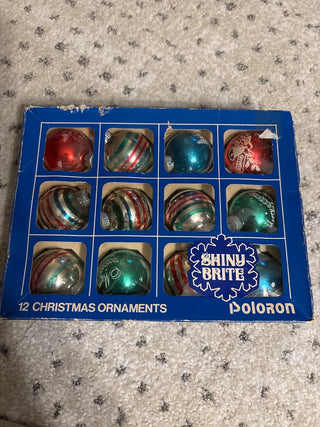 SHINY
BRITE
12 CHRISTMAS ORNAMENTS
Poloron